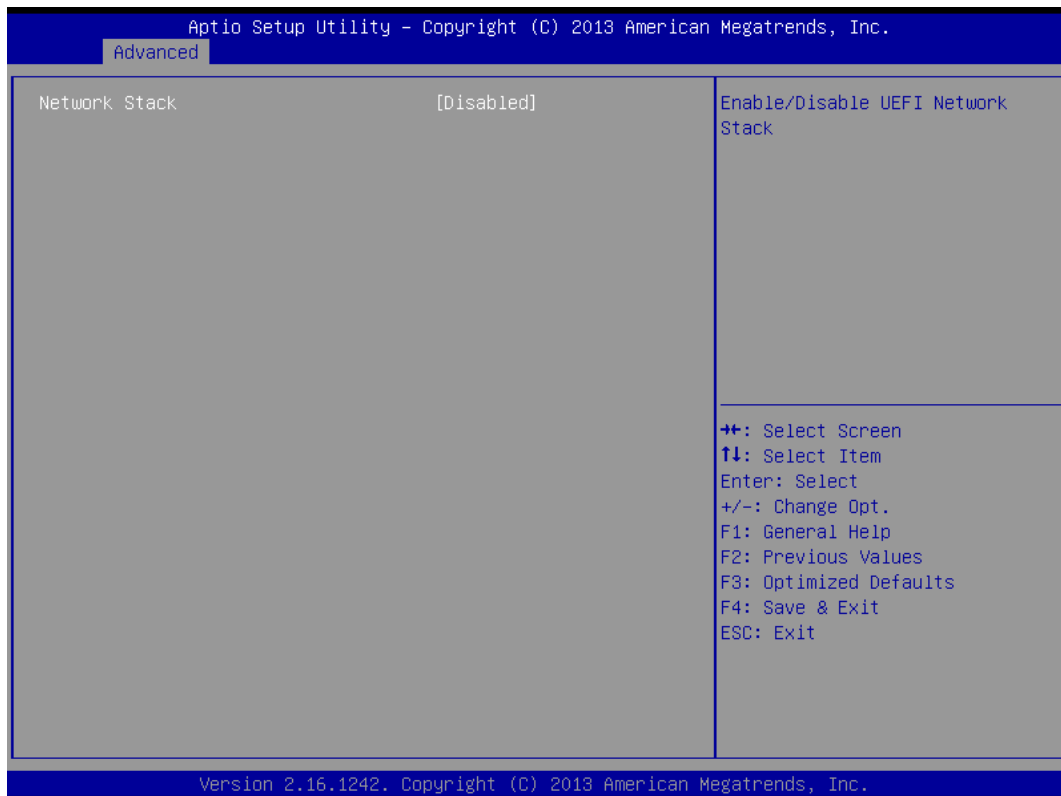 Aptio Setup Utility – Copyright (C) 2013 American Megatrends, Inc.
Advanced
Network Stack [Disabled]
Enable/Disable UEFI Network
Stack
→←: Select Screen
↑↓: Select Item
Enter: Select
+/-: Change Opt.
F1: General Help
F2: Previous Values
F3: Optimized Defaults
F4: Save & Exit
ESC: Exit
Version 2.16.1242. Copyright (C) 2013 American Megatrends, Inc.